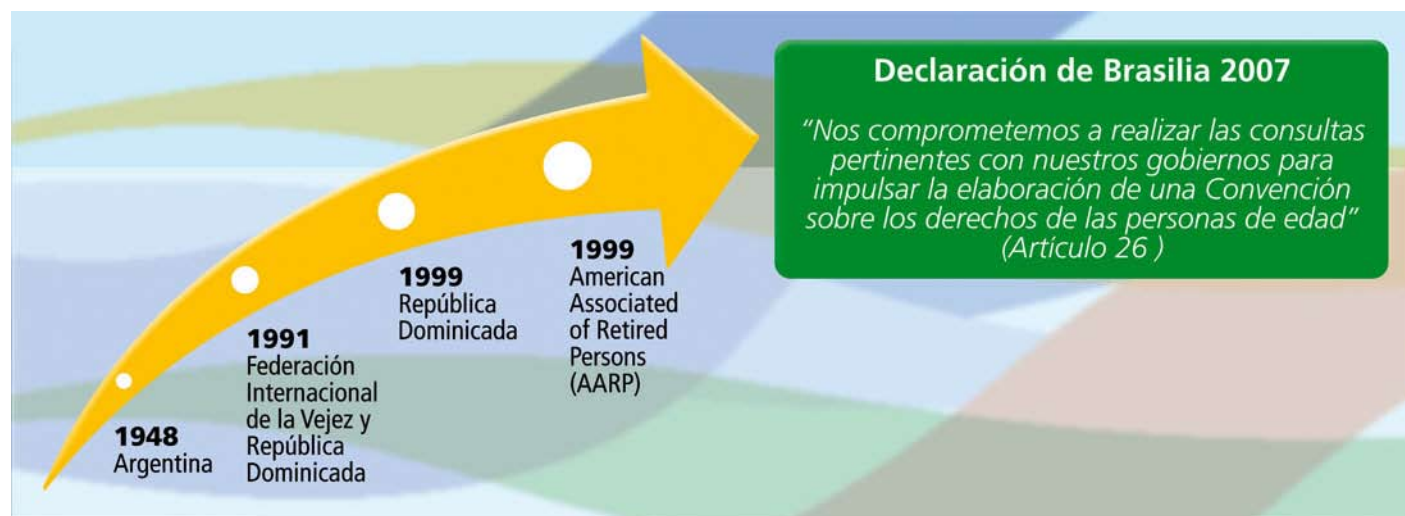 1948
Argentina
1991
Federación
Internacional
de la Vejez y
República
Dominicada
1999
República
Dominicada
1999
American
Associated
of Retired
Persons
(AARP)
Declaración de Brasilia 2007
“Nos comprometemos a realizar las consultas
pertinentes con nuestros gobiernos para
impulsar la elaboración de una Convención
sobre los derechos de las personas de edad”
(Artículo 26 )